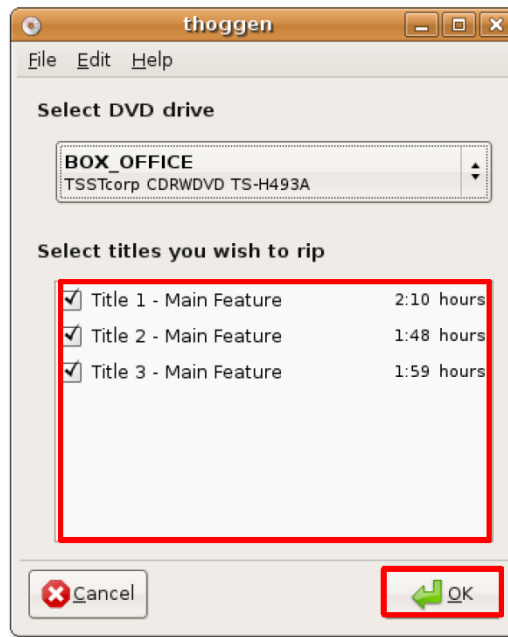 thoggen
File Edit Help
Select DVD drive
BOX_OFFICE
TSSTcorp CDRWDVD TS-H493A
Select titles you wish to rip
Title 1 - Main Feature 2:10 hours
Title 2 - Main Feature 1:48 hours
Title 3 - Main Feature 1:59 hours
Cancel OK